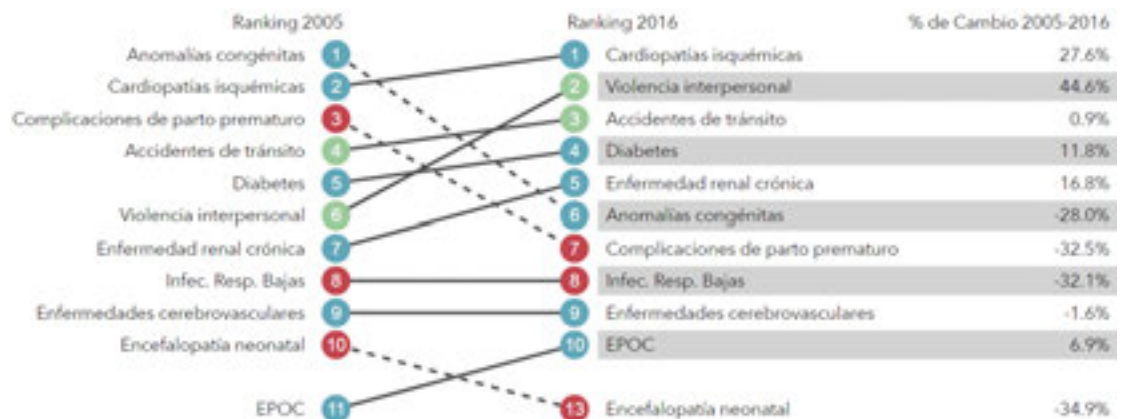 Ranking 2005 Ranking 2016 % de Cambio 2005-2016
Anomalías congénitas 1 1 Cardiopatías isquémicas 27.6%
Cardiopatías isquémicas 2 2 Violencia interpersonal 44.6%
Complicaciones de parto prematuro 3 3 Accidentes de tránsito 0.9%
Accidentes de tránsito 4 4 Diabetes 11.8%
Diabetes 5 5 Enfermedad renal crónica 16.8%
Violencia interpersonal 6 6 Anomalías congénitas -28.0%
Enfermedad renal crónica 7 7 Complicaciones de parto prematuro -32.5%
Infec. Resp. Bajas 8 8 Infec. Resp. Bajas -32.1%
Enfermedades cerebrovasculares 9 9 Enfermedades cerebrovasculares -1.6%
Encefalopatía neonatal 10 10 EPOC 6.9%
EPOC 11 13 Encefalopatía neonatal -34.9%